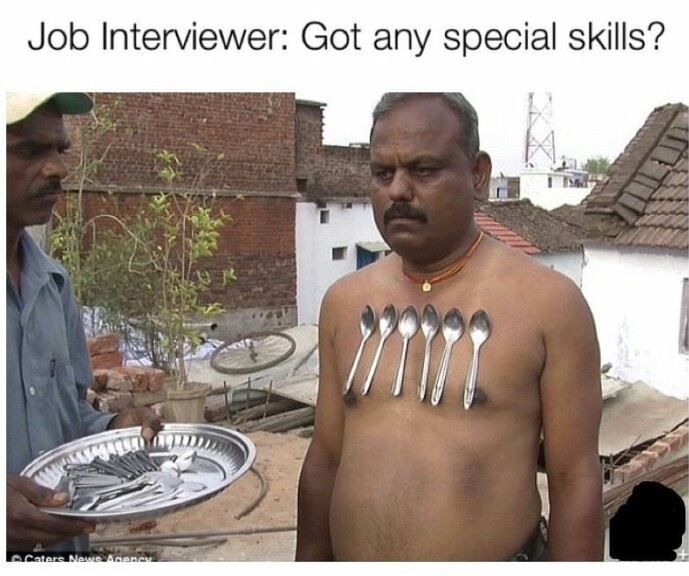 Job Interviewer: Got any special skills?
© Caters News Agency